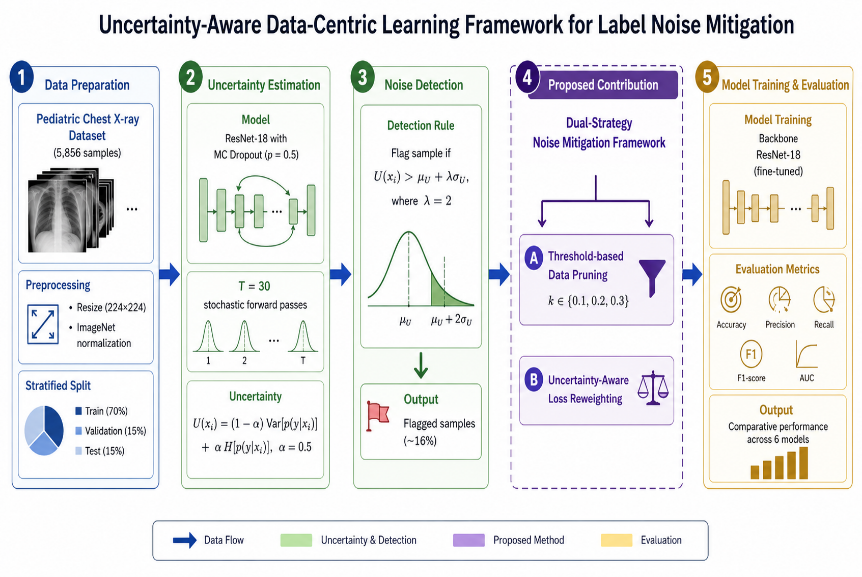 Uncertainty-Aware Data-Centric Learning Framework for Label Noise Mitigation
1
Data Preparation
Pediatric Chest X-ray
Dataset
(5,856 samples)
...
Preprocessing
• Resize (224×224)
• ImageNet
normalization
Stratified Split
Train (70%)
Validation (15%)
Test (15%)
2
Uncertainty Estimation
Model
ResNet-18 with
MC Dropout (p = 0.5)
...
T = 30
stochastic forward passes
...
1 2 T
Uncertainty
U(xᵢ) = (1 − α) Var[p(y|xᵢ)]
+ α H[p(y|xᵢ)], α = 0.5
3
Noise Detection
Detection Rule
Flag sample if
U(xᵢ) > μ_U + λσ_U,
where λ = 2
μ_U μ_U + 2σ_U
Output
Flagged samples
(~16%)
4
Proposed Contribution
Dual-Strategy
Noise Mitigation Framework
A
Threshold-based
Data Pruning
k ∈ {0.1, 0.2, 0.3}
B
Uncertainty-Aware
Loss Reweighting
5
Model Training & Evaluation
Model Training
Backbone
ResNet-18
(fine-tuned)
...
Evaluation Metrics
Accuracy Precision Recall
F1
F1-score AUC
Output
Comparative performance
across 6 models
Data Flow Uncertainty & Detection Proposed Method Evaluation